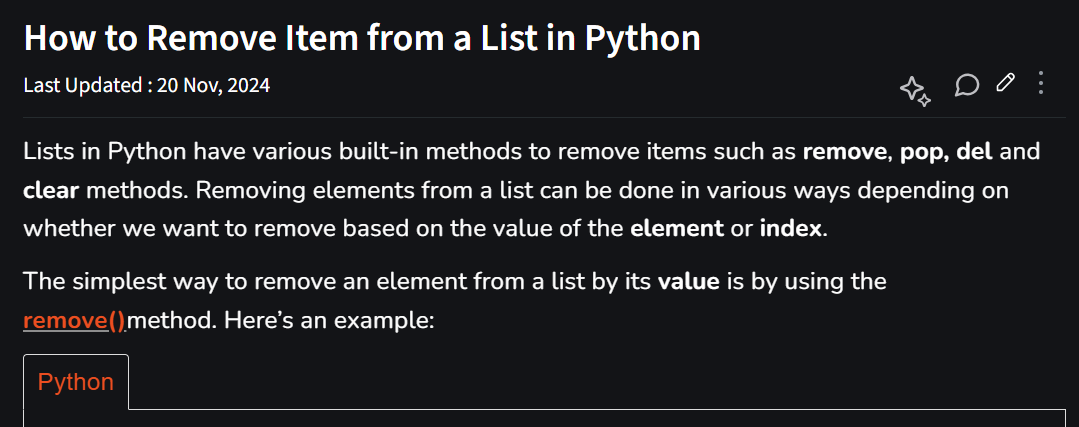 How to Remove Item from a List in Python
Last Updated : 20 Nov, 2024
Lists in Python have various built-in methods to remove items such as remove, pop, del and
clear methods. Removing elements from a list can be done in various ways depending on
whether we want to remove based on the value of the element or index.
The simplest way to remove an element from a list by its value is by using the
remove()method. Here’s an example:
Python